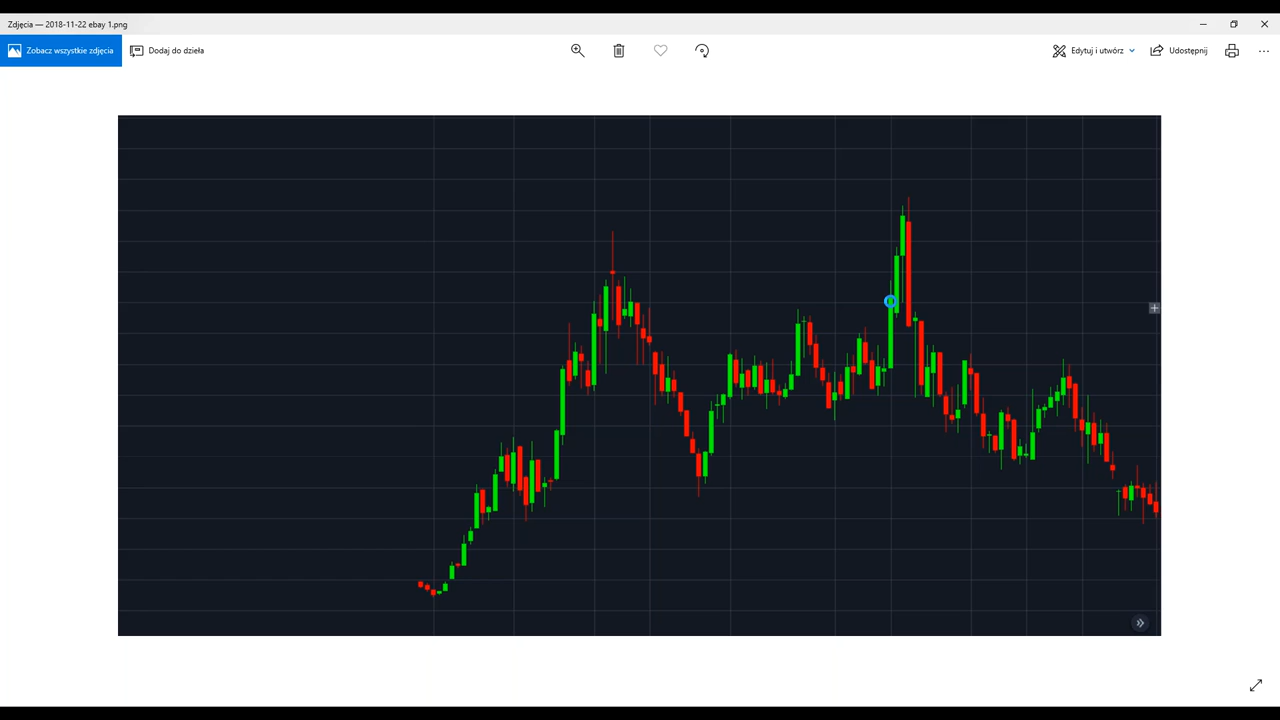 Zdjęcia — 2018-11-22 ebay 1.png
Zobacz wszystkie zdjęcia Dodaj do dzieła Edytuj i utwórz Udostępnij